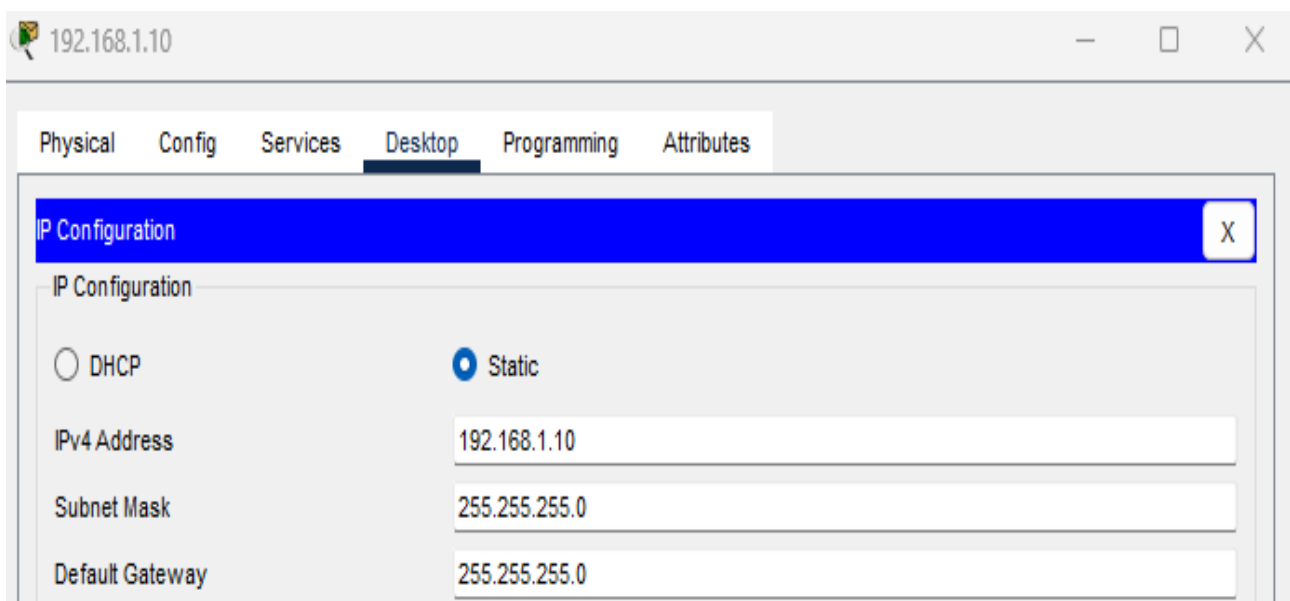 192.168.1.10
Physical Config Services Desktop Programming Attributes
IP Configuration X
IP Configuration
DHCP Static
IPv4 Address 192.168.1.10
Subnet Mask 255.255.255.0
Default Gateway 255.255.255.0